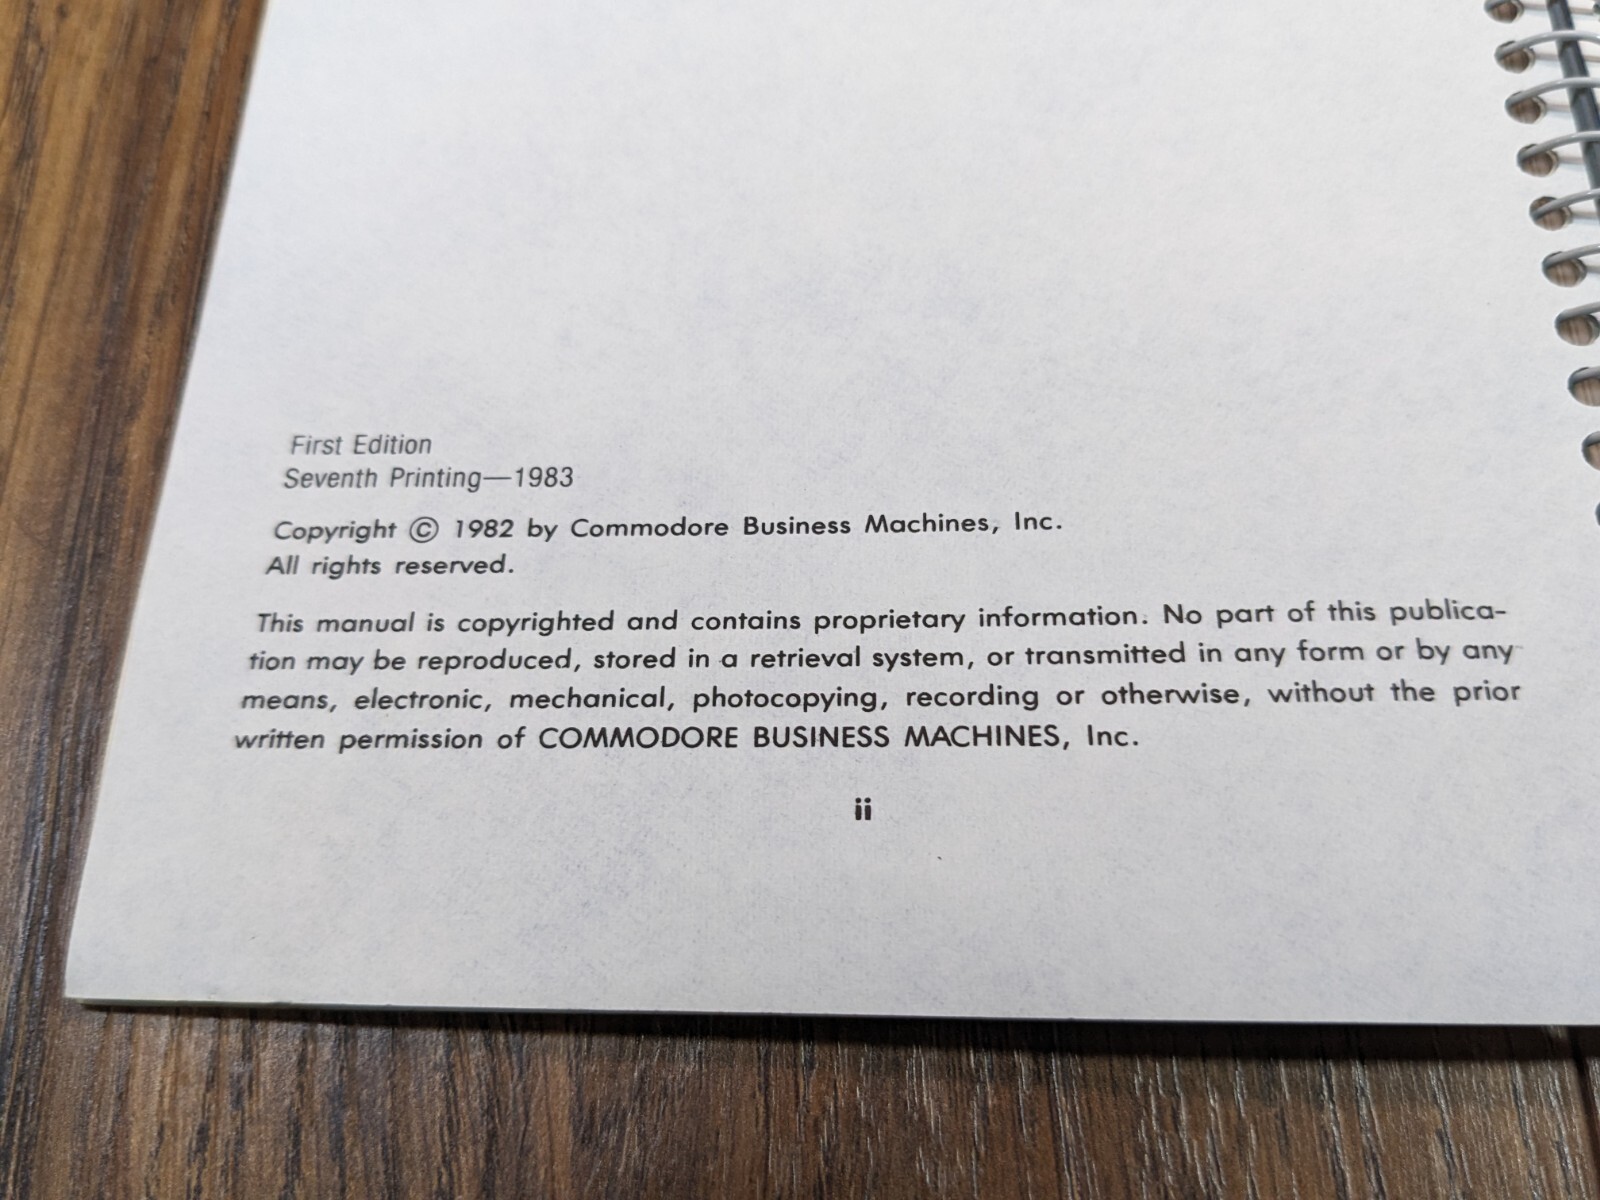 First Edition
Seventh Printing—1983
Copyright © 1982 by Commodore Business Machines, Inc.
All rights reserved.
This manual is copyrighted and contains proprietary information. No part of this publica-
tion may be reproduced, stored in a retrieval system, or transmitted in any form or by any
means, electronic, mechanical, photocopying, recording or otherwise, without the prior
written permission of COMMODORE BUSINESS MACHINES, Inc.
ii